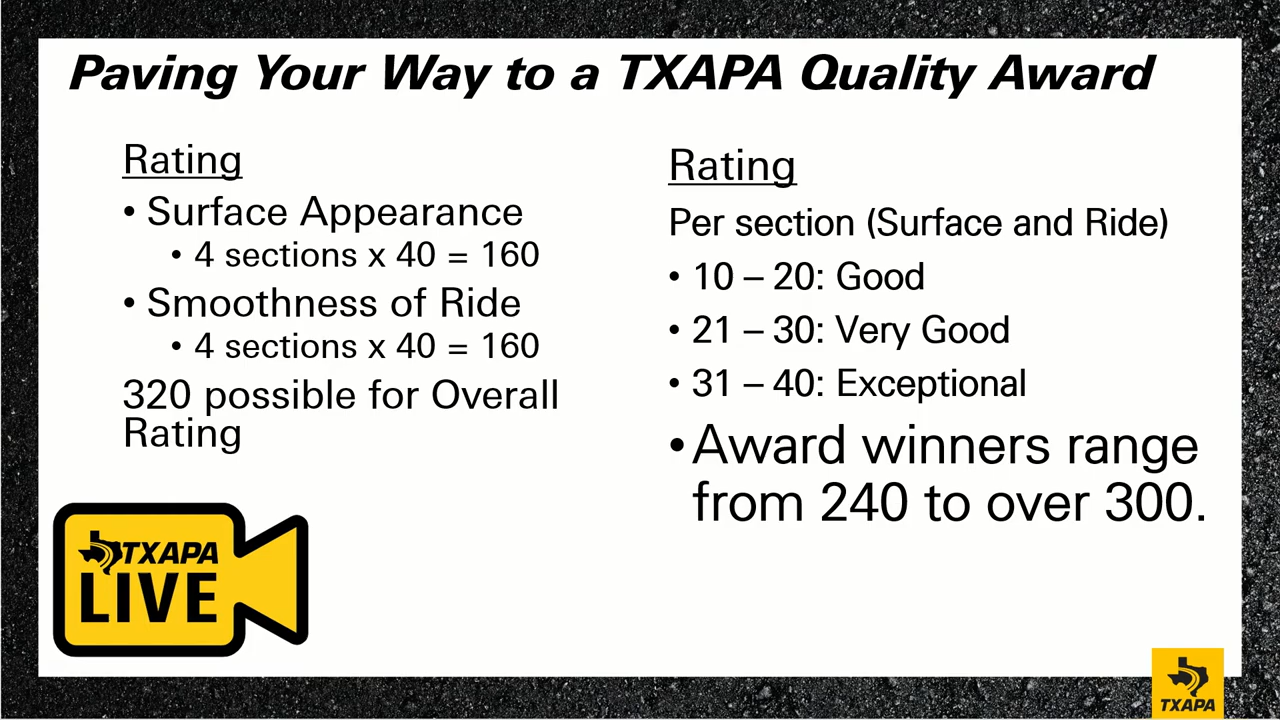 Paving Your Way to a TXAPA Quality Award
Rating
• Surface Appearance
• 4 sections x 40 = 160
• Smoothness of Ride
• 4 sections x 40 = 160
320 possible for Overall
Rating
Rating
Per section (Surface and Ride)
• 10 – 20: Good
• 21 – 30: Very Good
• 31 – 40: Exceptional
• Award winners range
from 240 to over 300.
TXAPA
LIVE
TXAPA